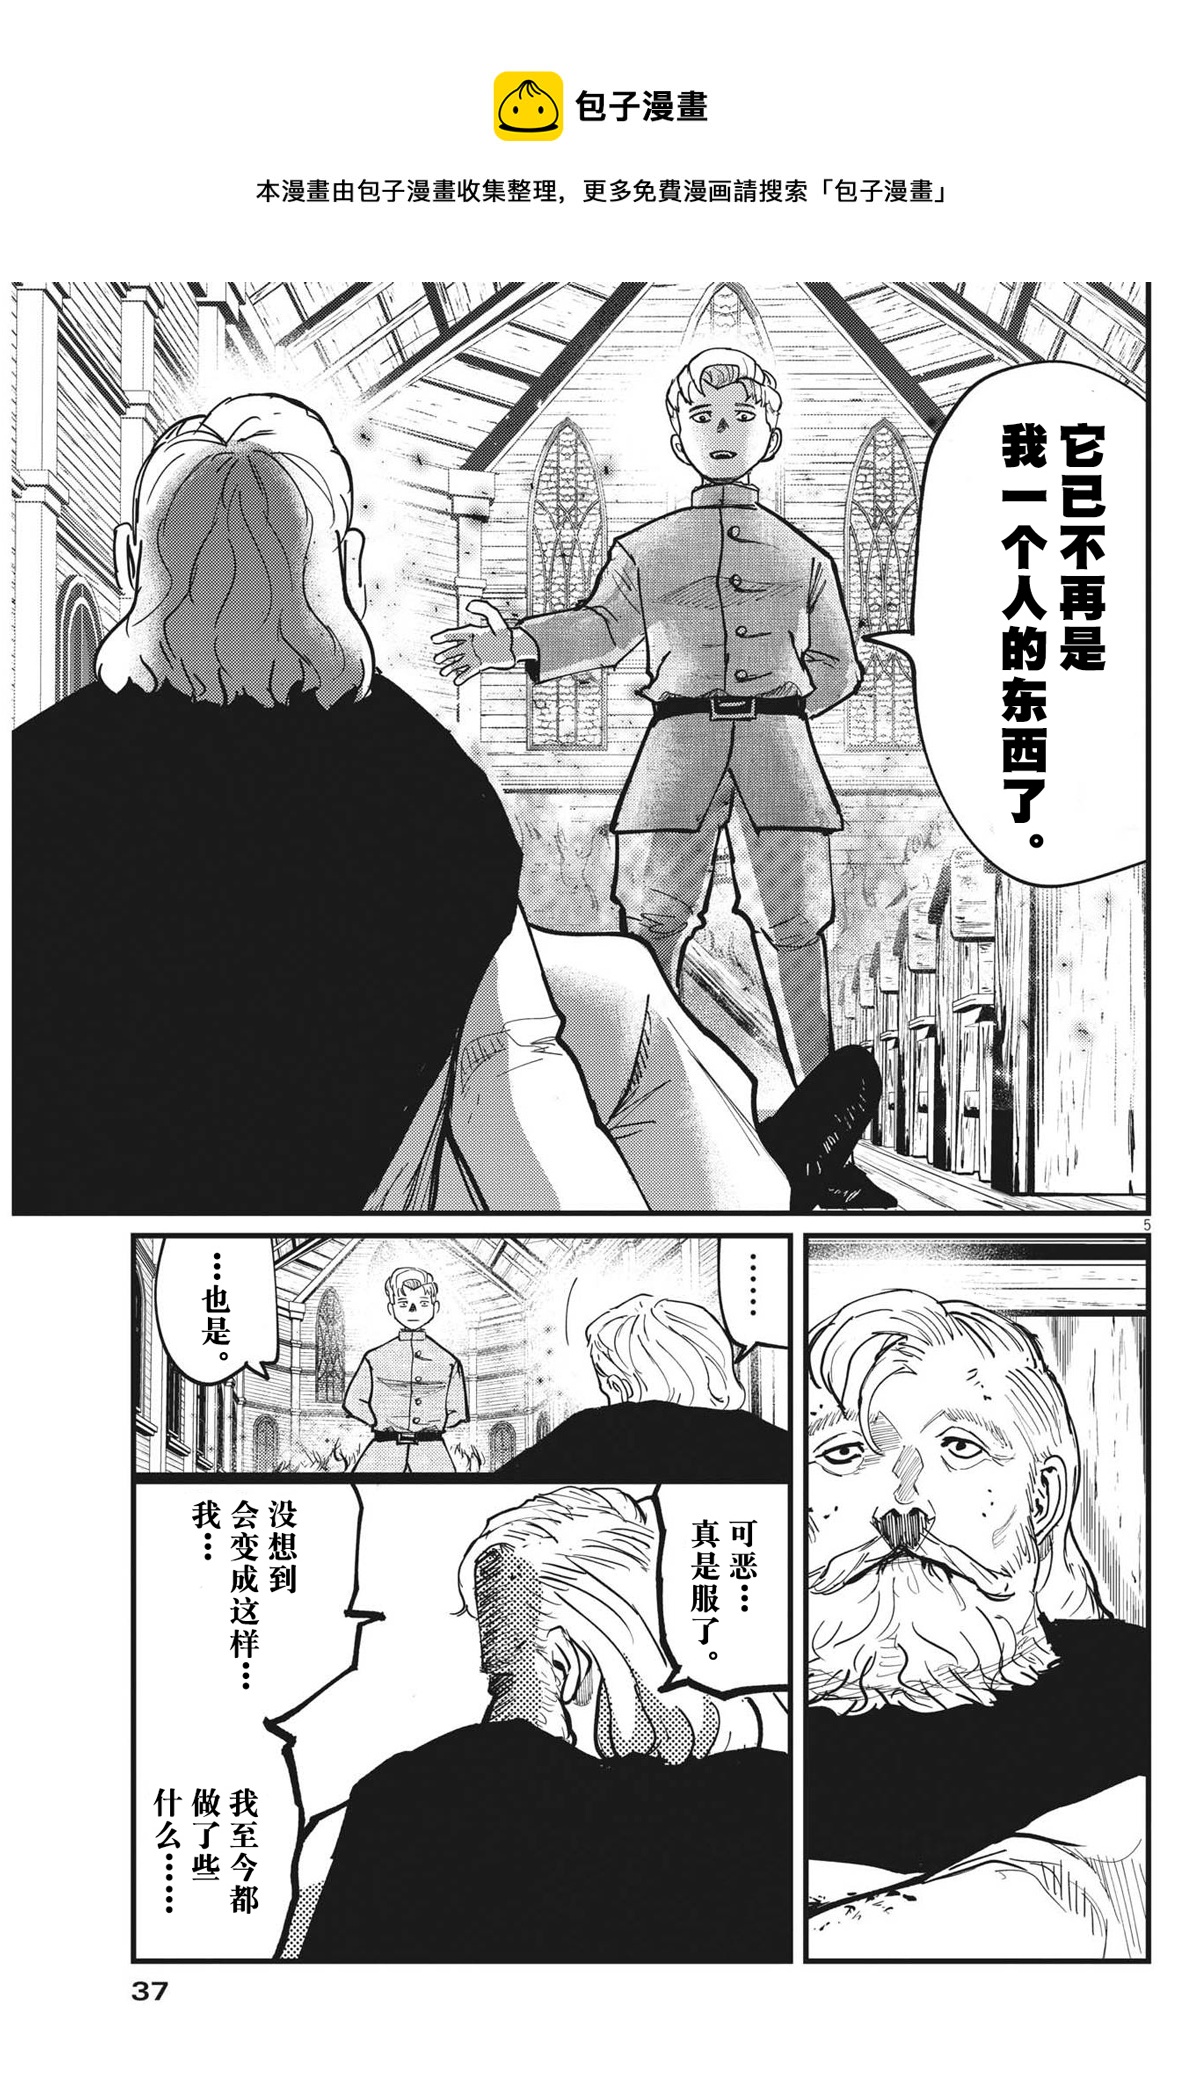 包子漫畫
本漫畫由包子漫畫收集整理，更多免費漫画請搜索「包子漫畫」
它已不再是
我一个人的东西了。
5
……
…也是。
可恶…
真是服了。
没想到
会变成这样…
我…
我至今都
做了些
什么……
37